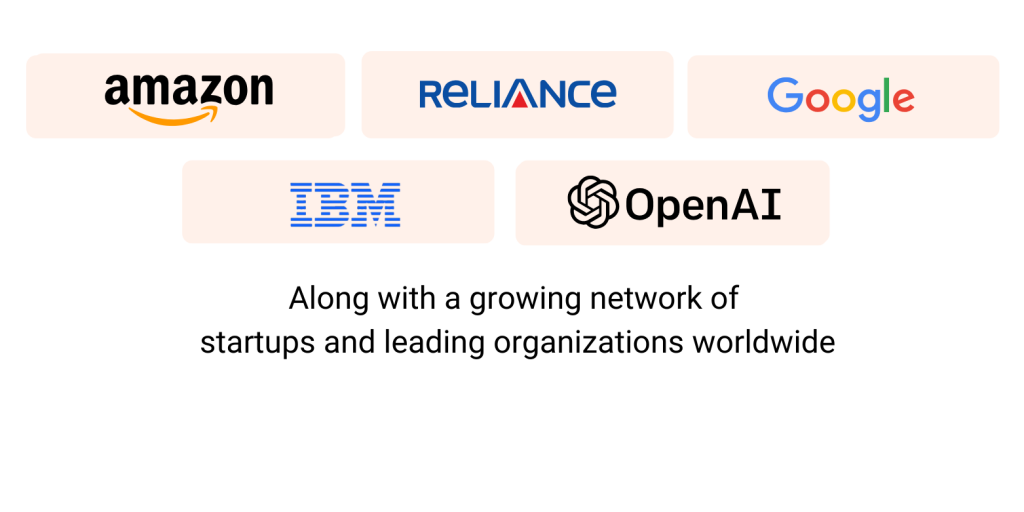 amazon
RELIANCE
Google
IBM
OpenAI
Along with a growing network of
startups and leading organizations worldwide